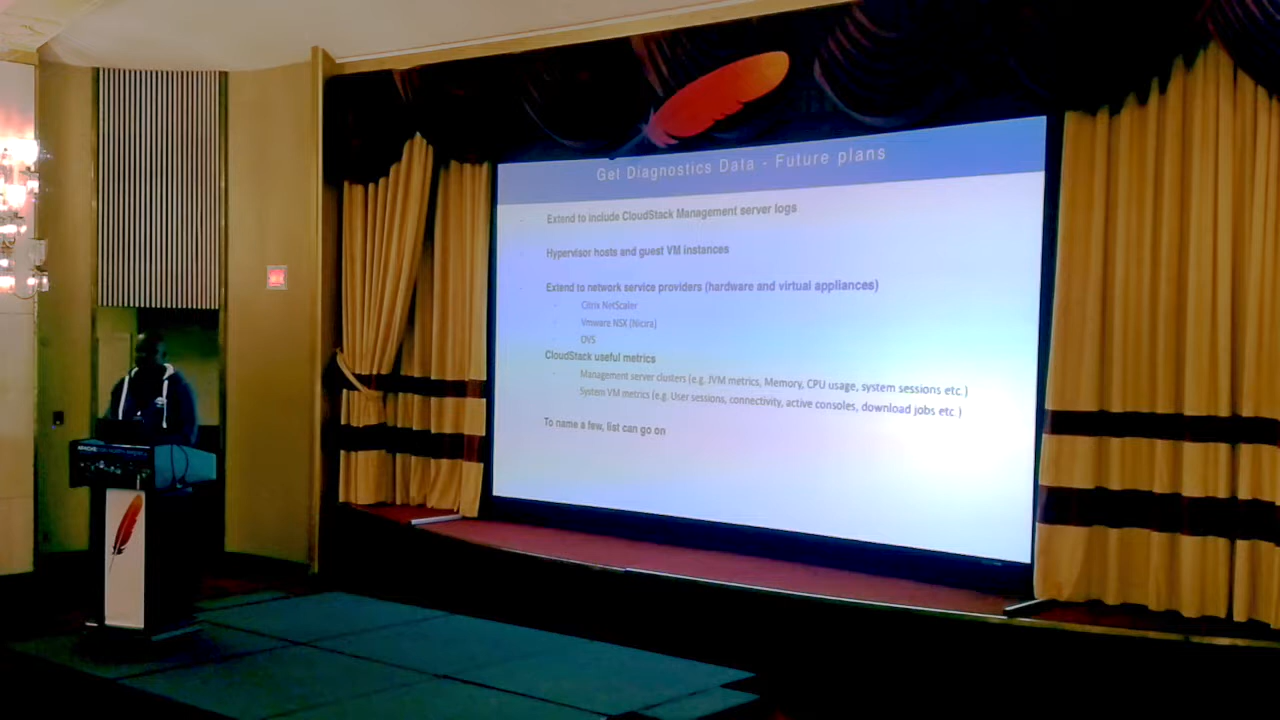 Get Diagnostics Data - Future plans
Extend to include CloudStack Management server logs
Hypervisor hosts and guest VM instances
Extend to network service providers (hardware and virtual appliances)
Citrix NetScaler
Vmware NSX (Nicira)
OVS
CloudStack useful metrics
Management server clusters (e.g. JVM metrics, Memory, CPU usage, system sessions etc.)
System VM metrics (e.g. User sessions, connectivity, active consoles, download jobs etc.)
To name a few, list can go on
APACHE